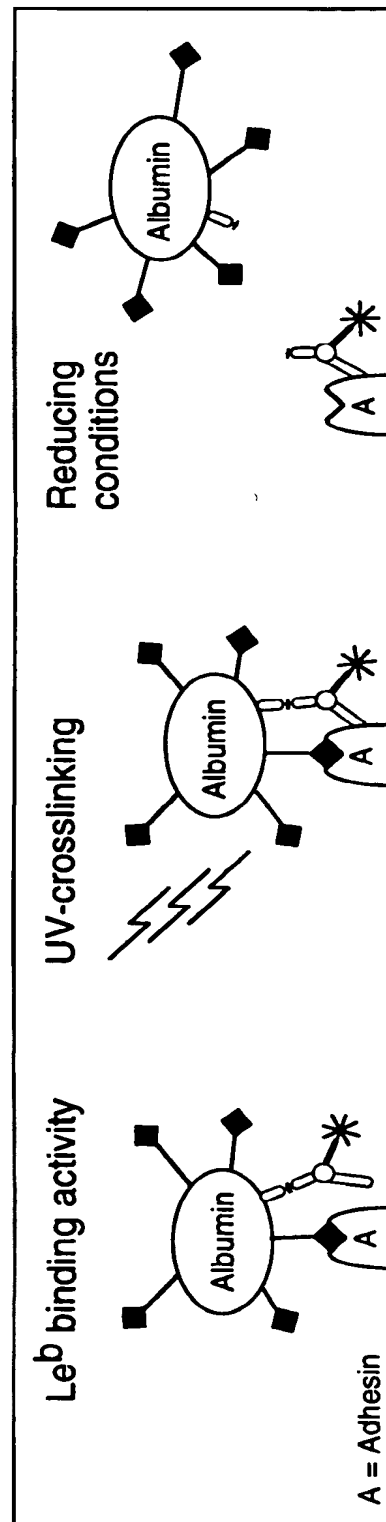 Le^b binding activity
Albumin
A
A = Adhesin
UV-crosslinking
Albumin
A
Reducing
conditions
Albumin
A